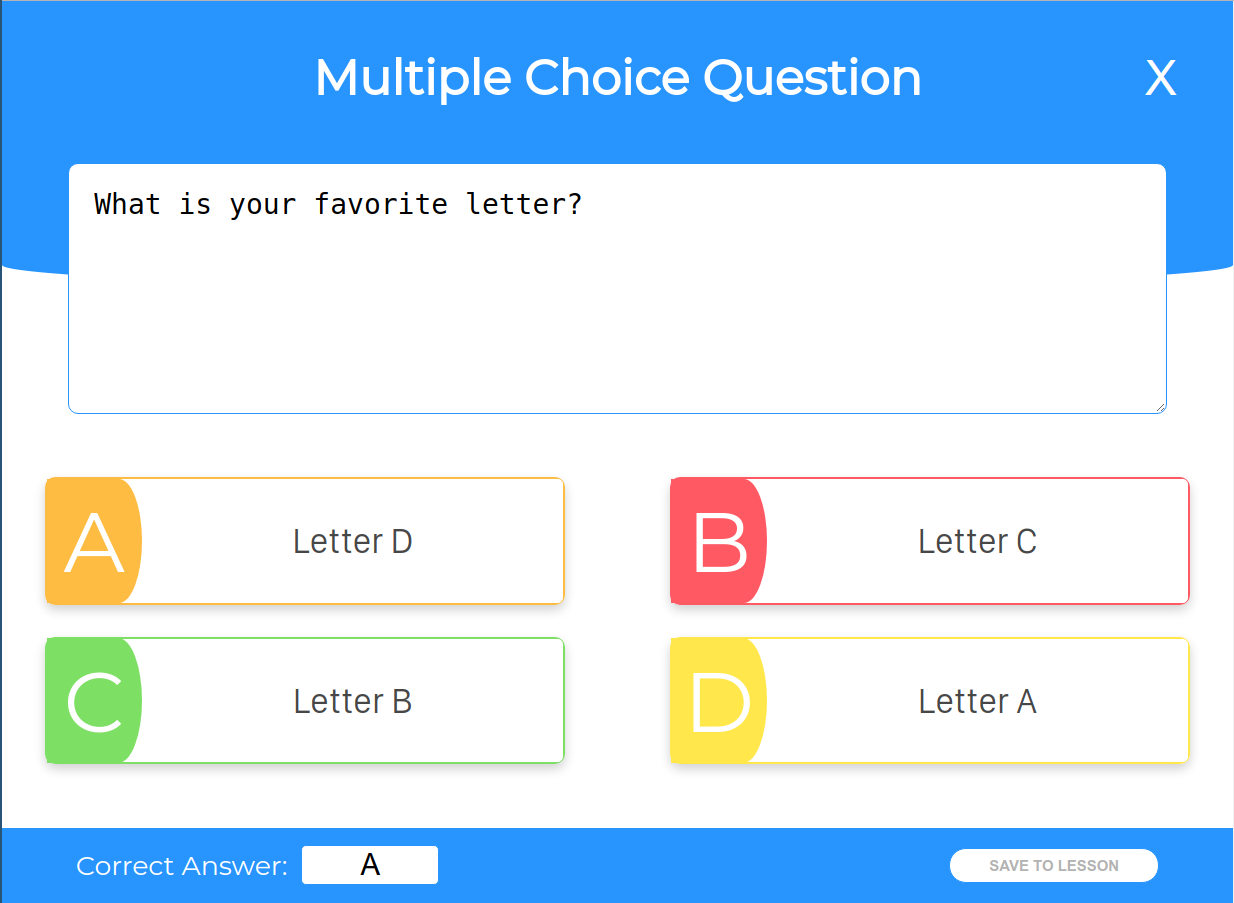 Multiple Choice Question
X
What is your favorite letter?
A
Letter D
B
Letter C
C
Letter B
D
Letter A
Correct Answer:
A
SAVE TO LESSON